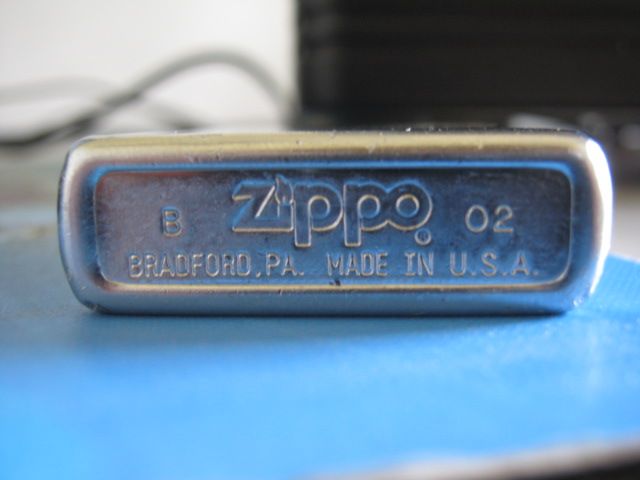 B Zippo 02
BRADFORD, PA. MADE IN U.S.A.